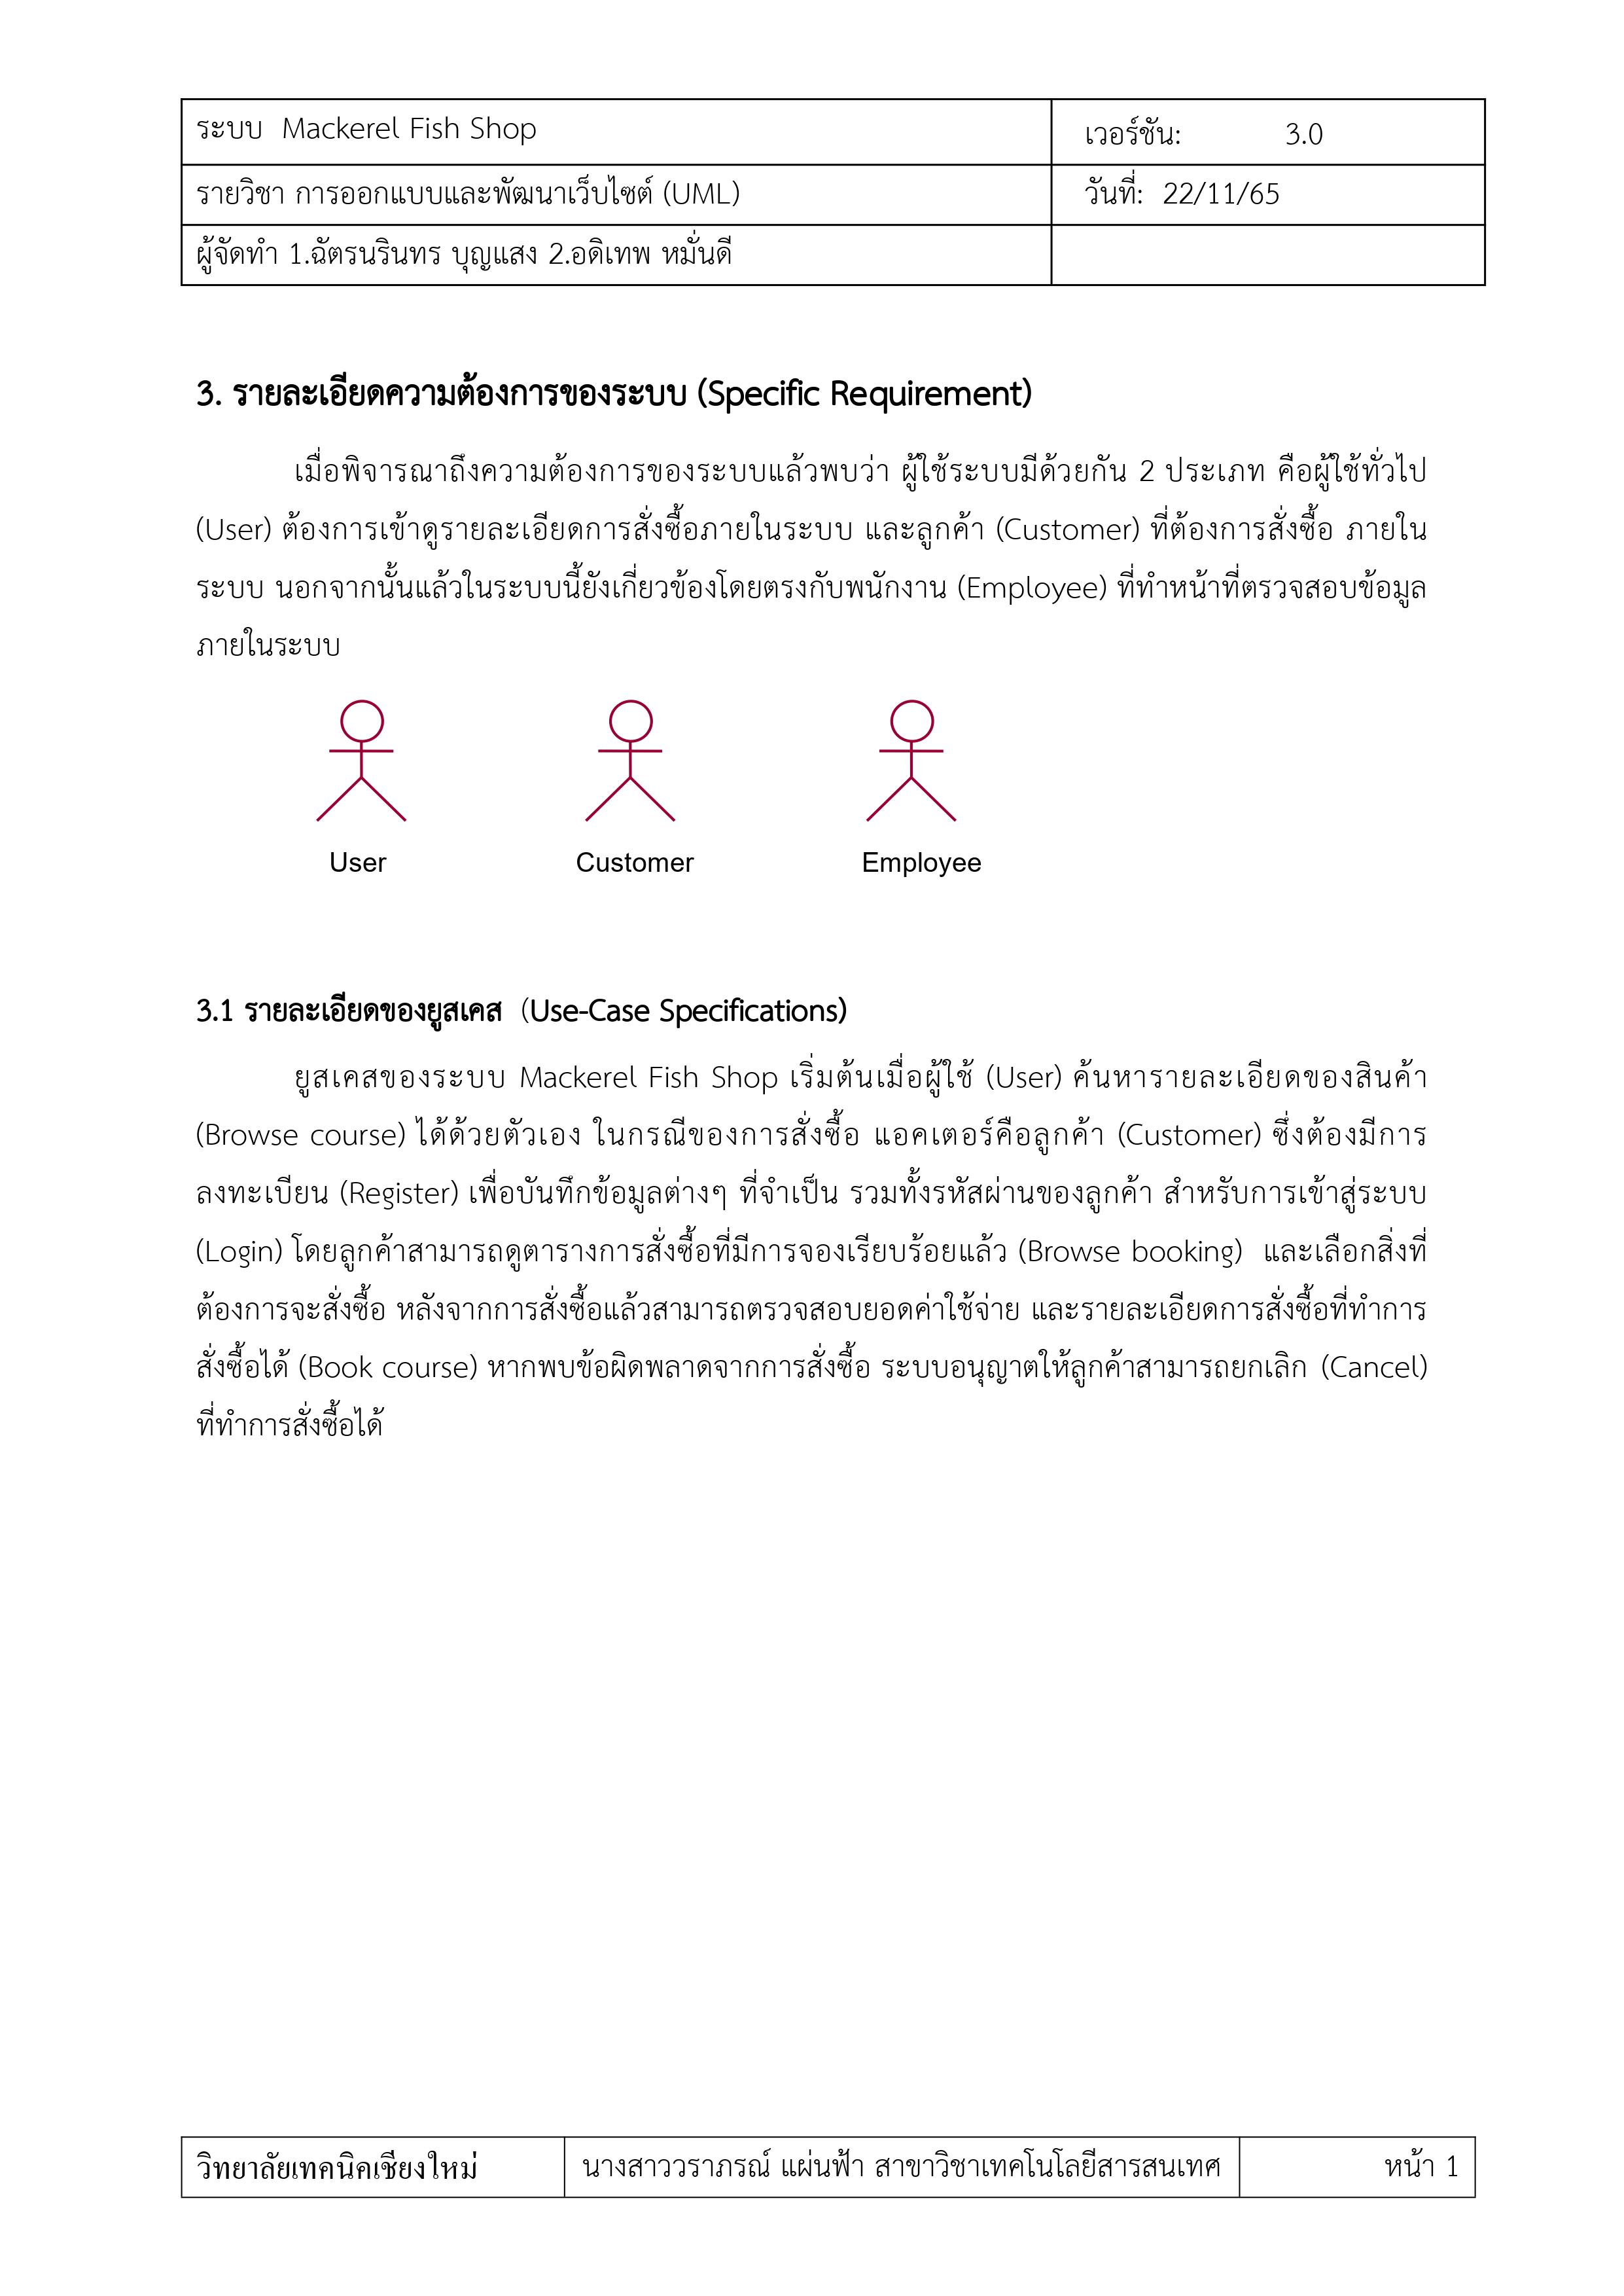 ระบบ  Mackerel Fish Shop
เวอร์ชัน: 3.0
รายวิชา การออกแบบและพัฒนาเว็บไซต์ (UML)
วันที่: 22/11/65
ผู้จัดทำ 1.ฉัตรนรินทร บุญแสง 2.อดิเทพ หมั่นดี
3. รายละเอียดความต้องการของระบบ (Specific Requirement)
เมื่อพิจารณาถึงความต้องการของระบบแล้วพบว่า ผู้ใช้ระบบมีด้วยกัน 2 ประเภท คือผู้ใช้ทั่วไป
(User) ต้องการเข้าดูรายละเอียดการสั่งซื้อภายในระบบ และลูกค้า (Customer) ที่ต้องการสั่งซื้อ ภายใน
ระบบ นอกจากนั้นแล้วในระบบนี้ยังเกี่ยวข้องโดยตรงกับพนักงาน (Employee) ที่ทำหน้าที่ตรวจสอบข้อมูล
ภายในระบบ
User Customer Employee
3.1 รายละเอียดของยูสเคส (Use-Case Specifications)
ยูสเคสของระบบ Mackerel Fish Shop เริ่มต้นเมื่อผู้ใช้ (User) ค้นหารายละเอียดของสินค้า
(Browse course) ได้ด้วยตัวเอง ในกรณีของการสั่งซื้อ แอคเตอร์คือลูกค้า (Customer) ซึ่งต้องมีการ
ลงทะเบียน (Register) เพื่อบันทึกข้อมูลต่างๆ ที่จำเป็น รวมทั้งรหัสผ่านของลูกค้า สำหรับการเข้าสู่ระบบ
(Login) โดยลูกค้าสามารถดูตารางการสั่งซื้อที่มีการจองเรียบร้อยแล้ว (Browse booking) และเลือกสิ่งที่
ต้องการจะสั่งซื้อ หลังจากการสั่งซื้อแล้วสามารถตรวจสอบยอดค่าใช้จ่าย และรายละเอียดการสั่งซื้อที่ทำการ
สั่งซื้อได้ (Book course) หากพบข้อผิดพลาดจากการสั่งซื้อ ระบบอนุญาตให้ลูกค้าสามารถยกเลิก (Cancel)
ที่ทำการสั่งซื้อได้
วิทยาลัยเทคนิคเชียงใหม่
นางสาววราภรณ์ แผ่นฟ้า สาขาวิชาเทคโนโลยีสารสนเทศ
หน้า 1